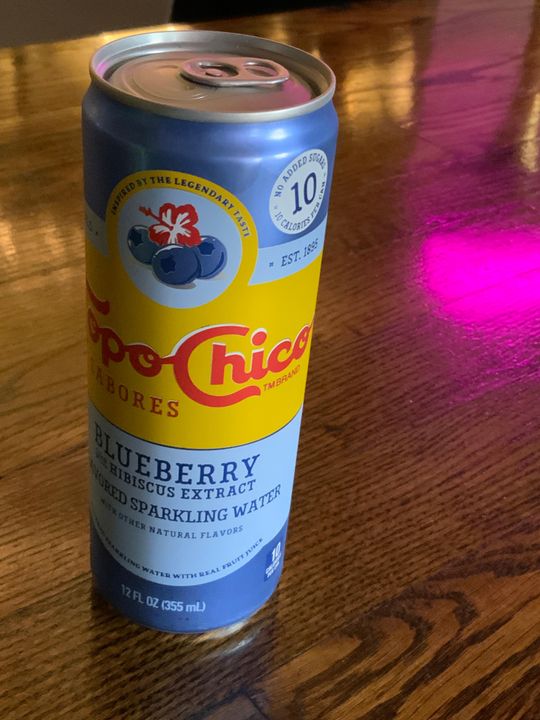 INSPIRED BY THE LEGENDARY TASTE
NO ADDED SUGAR
10
10 CALORIES PER CAN
EST. 1895
Topo Chico
TM BRAND
SABORES
BLUEBERRY
HIBISCUS EXTRACT
FLAVORED SPARKLING WATER
WITH OTHER NATURAL FLAVORS
SPARKLING WATER WITH REAL FRUIT JUICE
10
12 FL OZ (355 mL)